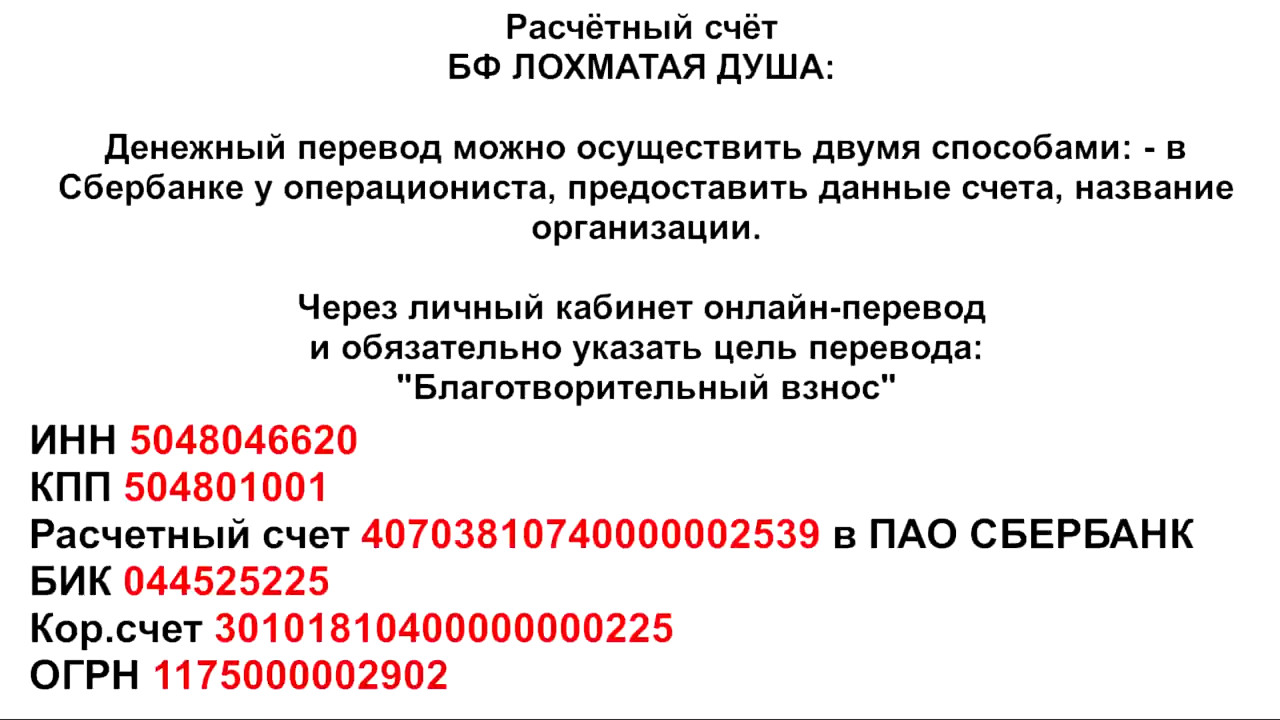 Расчётный счёт
БФ ЛОХМАТАЯ ДУША:
Денежный перевод можно осуществить двумя способами: - в
Сбербанке у операциониста, предоставить данные счета, название
организации.
Через личный кабинет онлайн-перевод
и обязательно указать цель перевода:
"Благотворительный взнос"
ИНН 5048046620
КПП 504801001
Расчетный счет 40703810740000002539 в ПАО СБЕРБАНК
БИК 044525225
Кор.счет 30101810400000000225
ОГРН 1175000002902